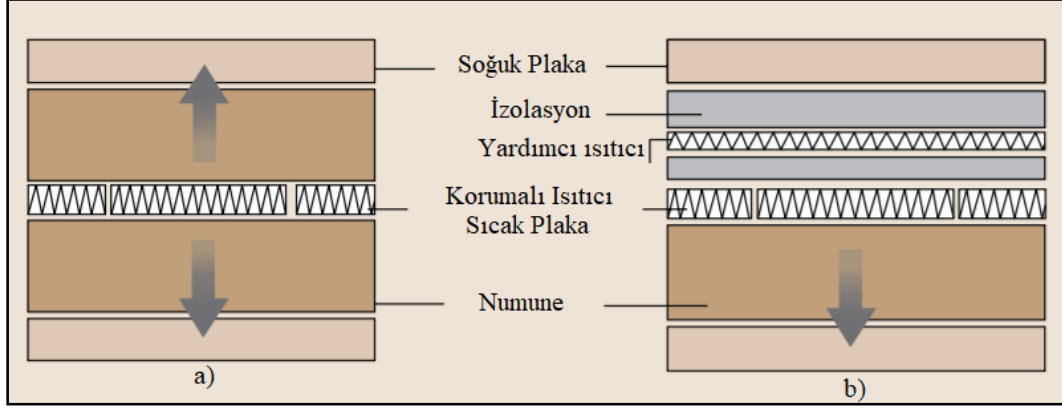 Soğuk Plaka
İzolasyon
Yardımcı ısıtıcı
Korumalı Isıtıcı
Sıcak Plaka
Numune
a)
b)